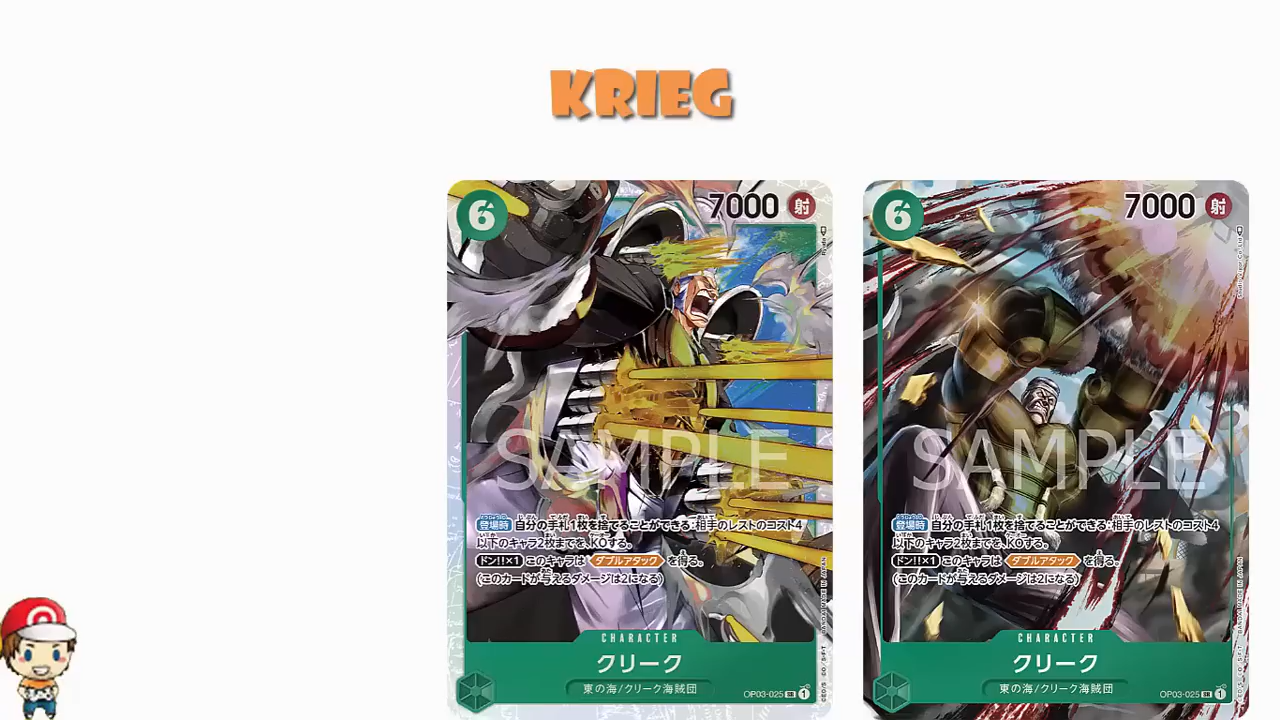 KRIEG
6
7000 射
SAMPLE
登場時 自分の手札1枚を捨てることができる:相手のレストのコスト4
以下のキャラ2枚までを、KOする。
ドン!!×1 このキャラは ダブルアタック を得る。
(このカードが与えるダメージは2になる)
CHARACTER
クリーク
東の海/クリーク海賊団
OP03-025 SR 1
6
7000 射
SAMPLE
登場時 自分の手札1枚を捨てることができる:相手のレストのコスト4
以下のキャラ2枚までを、KOする。
ドン!!×1 このキャラは ダブルアタック を得る。
(このカードが与えるダメージは2になる)
CHARACTER
クリーク
東の海/クリーク海賊団
OP03-025 SR 1